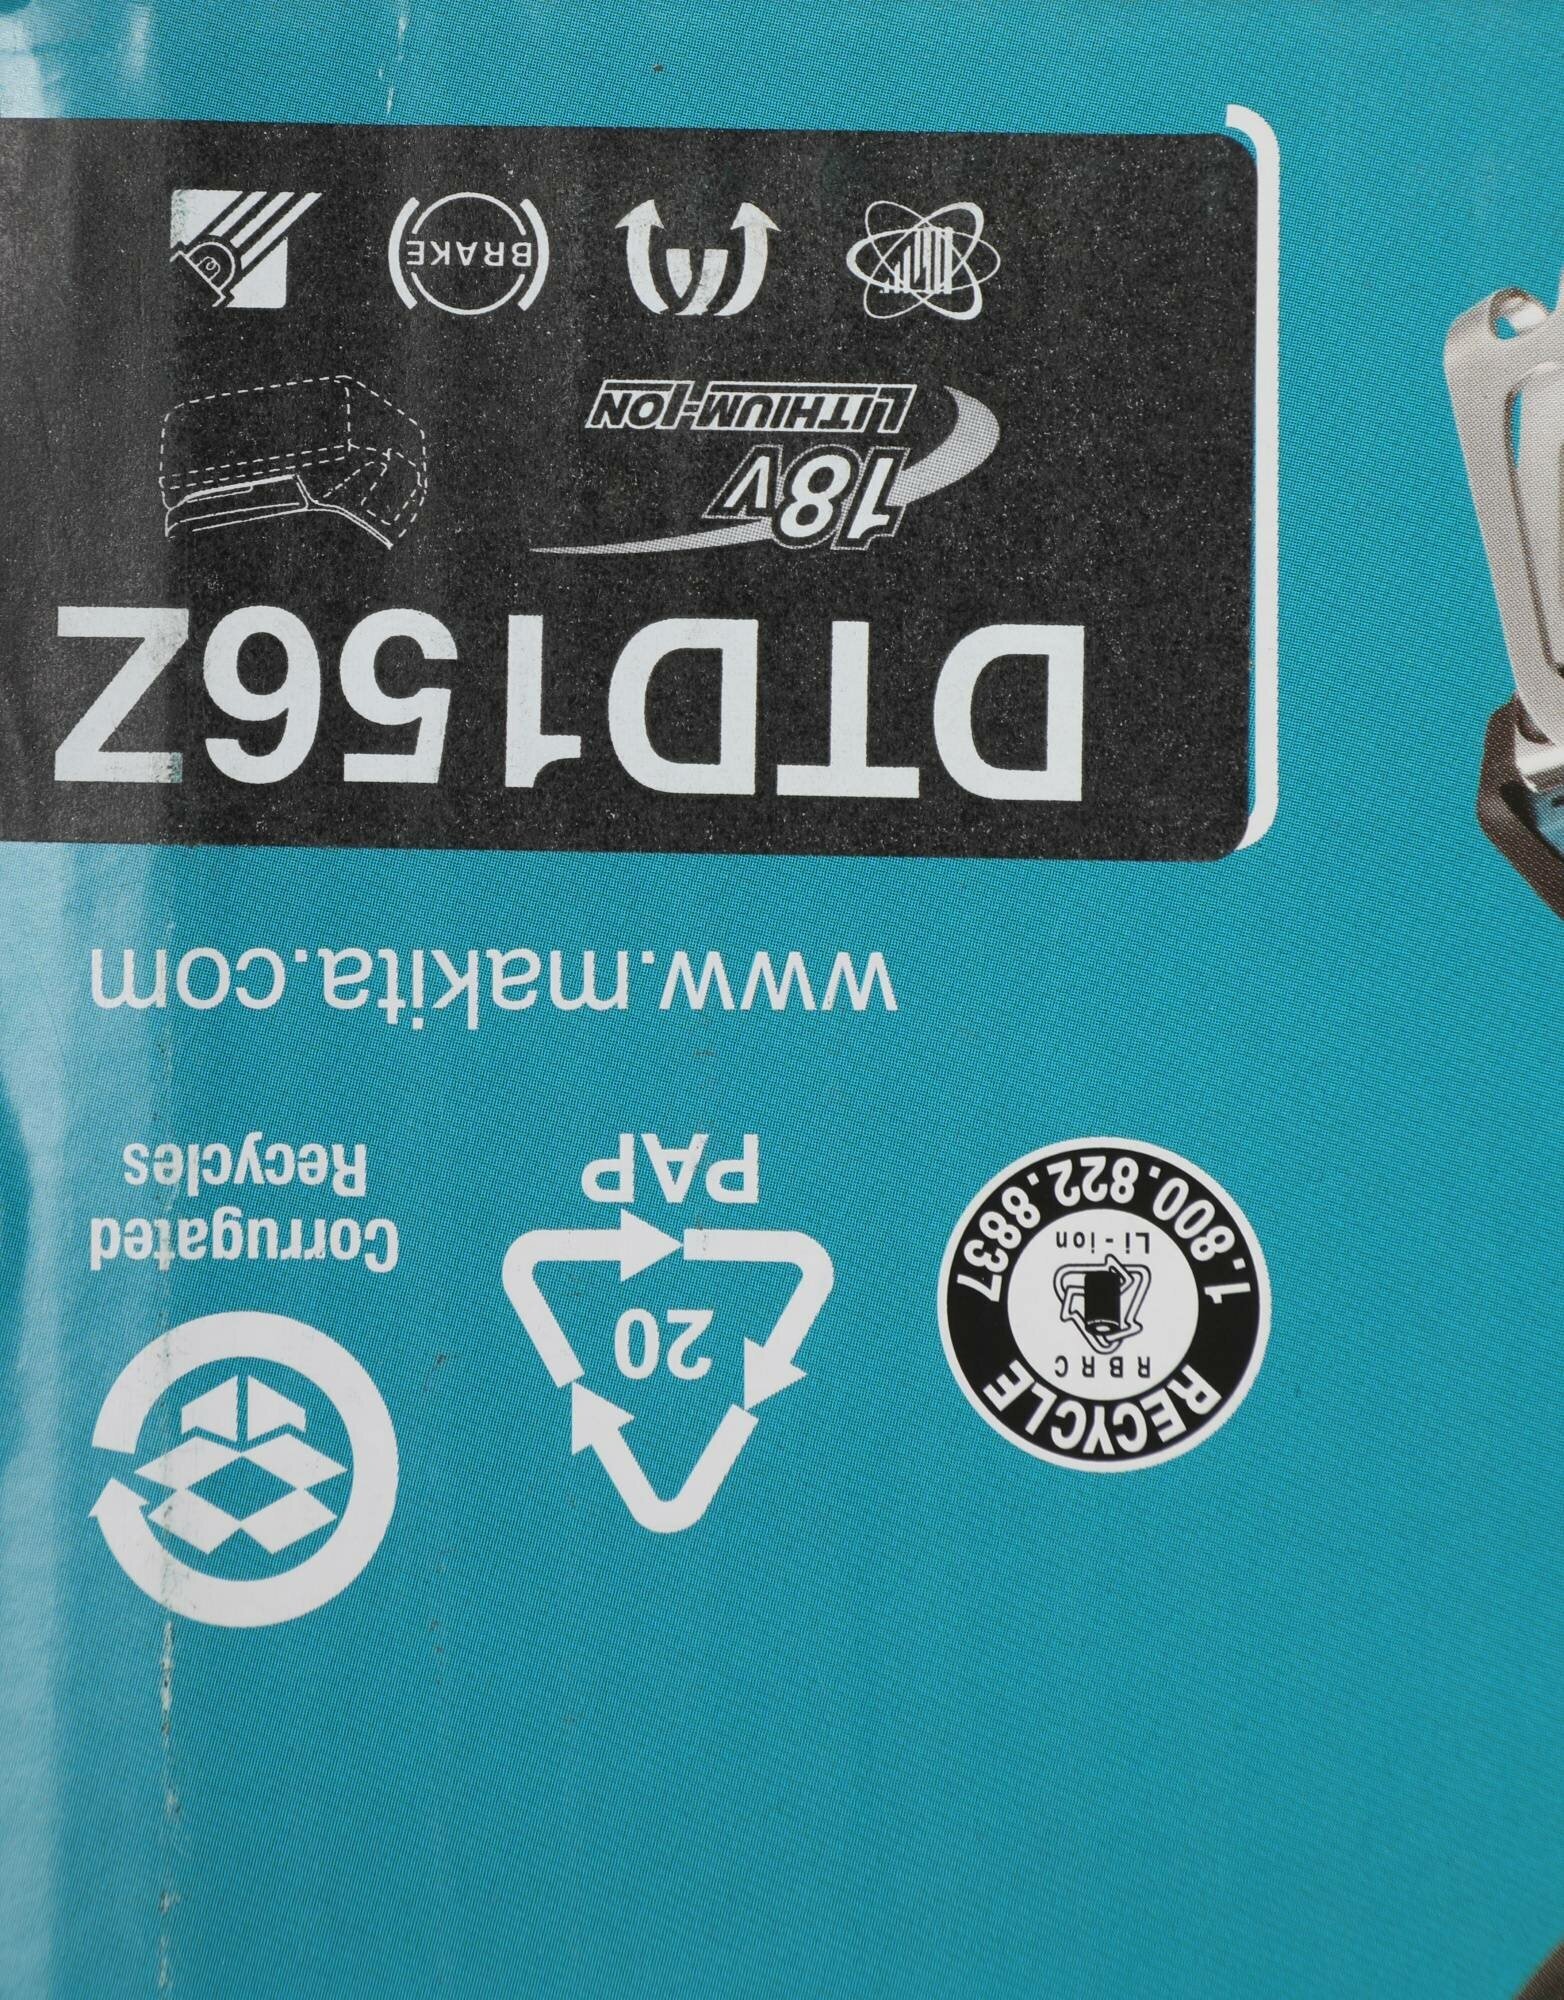 RECYCLE
RBRC
Li-ion
1.800.822.8837
20
PAP
Corrugated
Recycles
www.makita.com
DTD156Z
18V
LITHIUM-ION
BRAKE